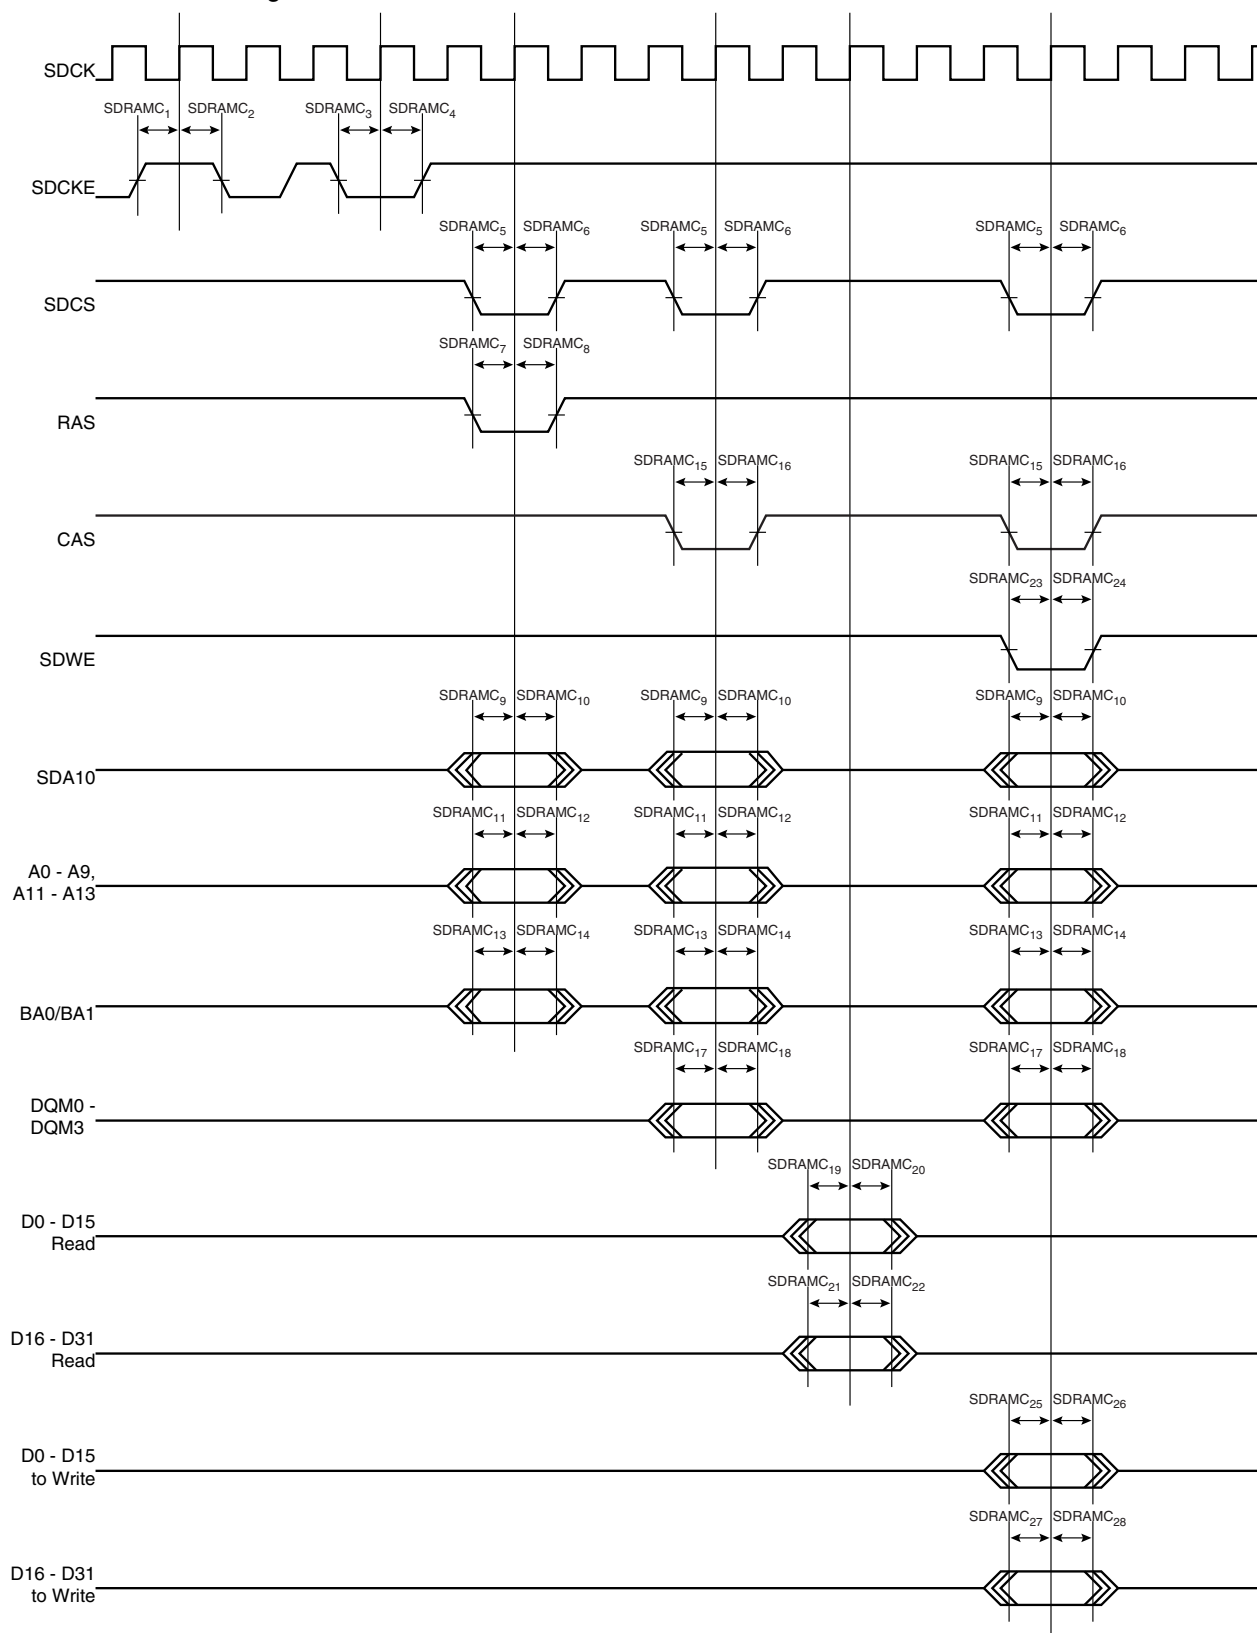 SDCK
SDRAMC1 SDRAMC2 SDRAMC3 SDRAMC4
SDCKE
SDRAMC5 SDRAMC6 SDRAMC5 SDRAMC6 SDRAMC5 SDRAMC6
SDCS
SDRAMC7 SDRAMC8
RAS
SDRAMC15 SDRAMC16 SDRAMC15 SDRAMC16
CAS
SDRAMC23 SDRAMC24
SDWE
SDRAMC9 SDRAMC10 SDRAMC9 SDRAMC10 SDRAMC9 SDRAMC10
SDA10
SDRAMC11 SDRAMC12 SDRAMC11 SDRAMC12 SDRAMC11 SDRAMC12
A0 - A9,
A11 - A13
SDRAMC13 SDRAMC14 SDRAMC13 SDRAMC14 SDRAMC13 SDRAMC14
BA0/BA1
SDRAMC17 SDRAMC18 SDRAMC17 SDRAMC18
DQM0 -
DQM3
SDRAMC19 SDRAMC20
D0 - D15
Read
SDRAMC21 SDRAMC22
D16 - D31
Read
SDRAMC25 SDRAMC26
D0 - D15
to Write
SDRAMC27 SDRAMC28
D16 - D31
to Write